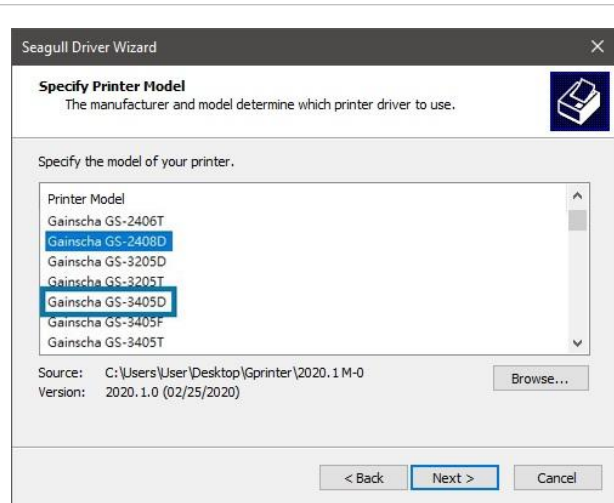 Seagull Driver Wizard
Specify Printer Model
The manufacturer and model determine which printer driver to use.
Specify the model of your printer.
Printer Model
Gainscha GS-2406T
Gainscha GS-2408D
Gainscha GS-3205D
Gainscha GS-3205T
Gainscha GS-3405D
Gainscha GS-3405F
Gainscha GS-3405T
Source: C:\Users\User\Desktop\Gprinter\2020.1 M-0
Browse...
Version: 2020.1.0 (02/25/2020)
< Back Next > Cancel